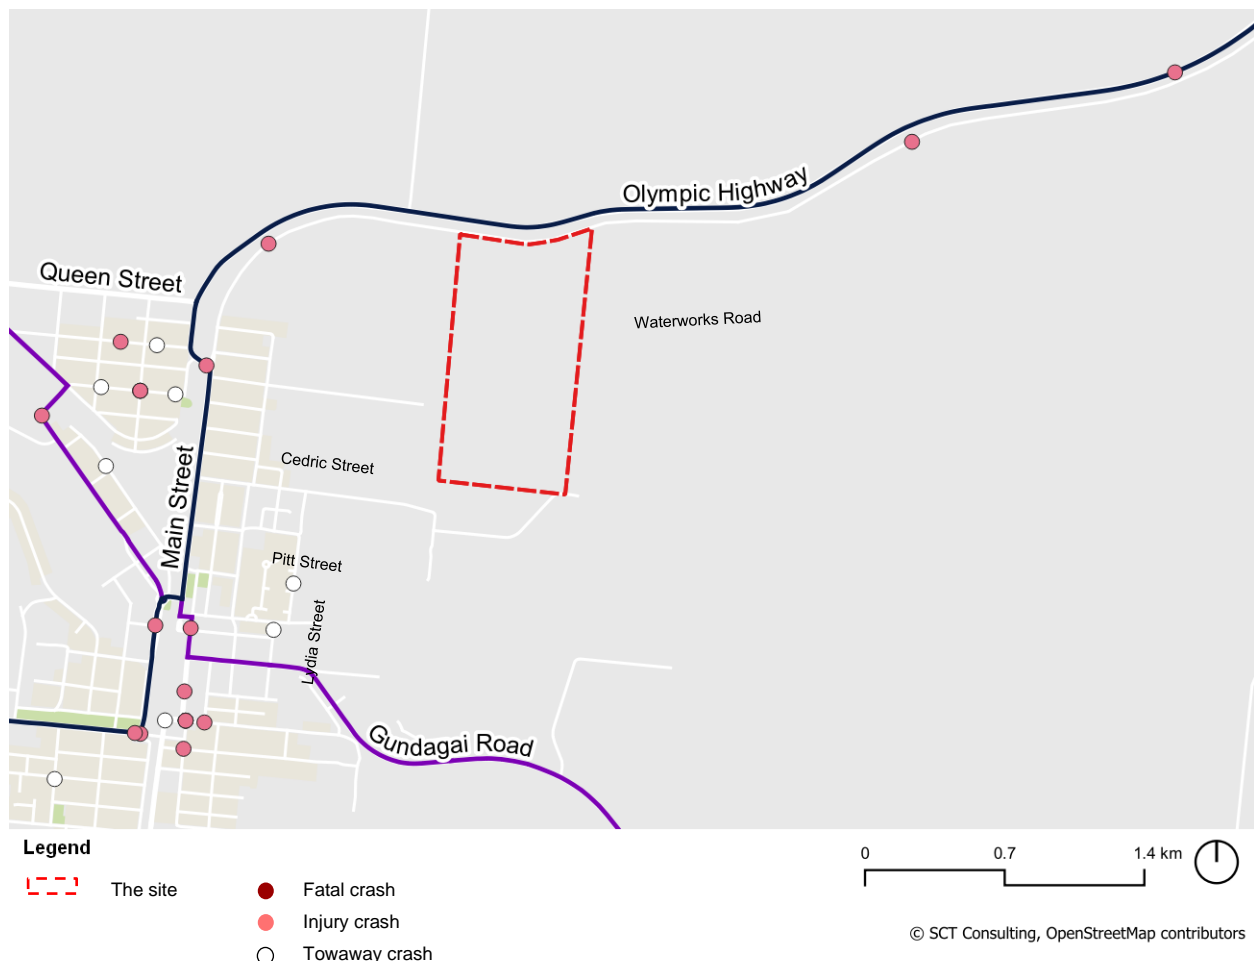 Olympic Highway
Queen Street
Waterworks Road
Main Street
Cedric Street
Pitt Street
Lydia Street
Gundagai Road
Legend
The site
Fatal crash
Injury crash
Towaway crash
0 0.7 1.4 km
© SCT Consulting, OpenStreetMap contributors